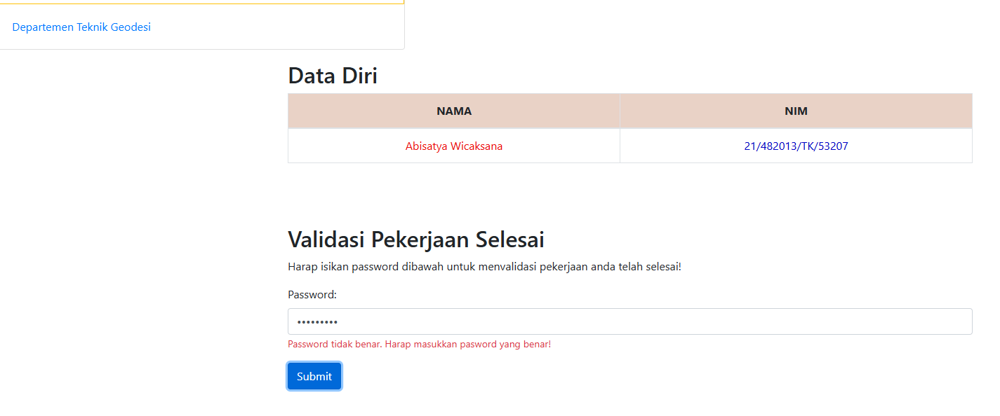 Departemen Teknik Geodesi
Data Diri
NAMA NIM
Abisatya Wicaksana 21/482013/TK/53207
Validasi Pekerjaan Selesai
Harap isikan password dibawah untuk menvalidasi pekerjaan anda telah selesai!
Password:
•••••••••
Password tidak benar. Harap masukkan pasword yang benar!
Submit